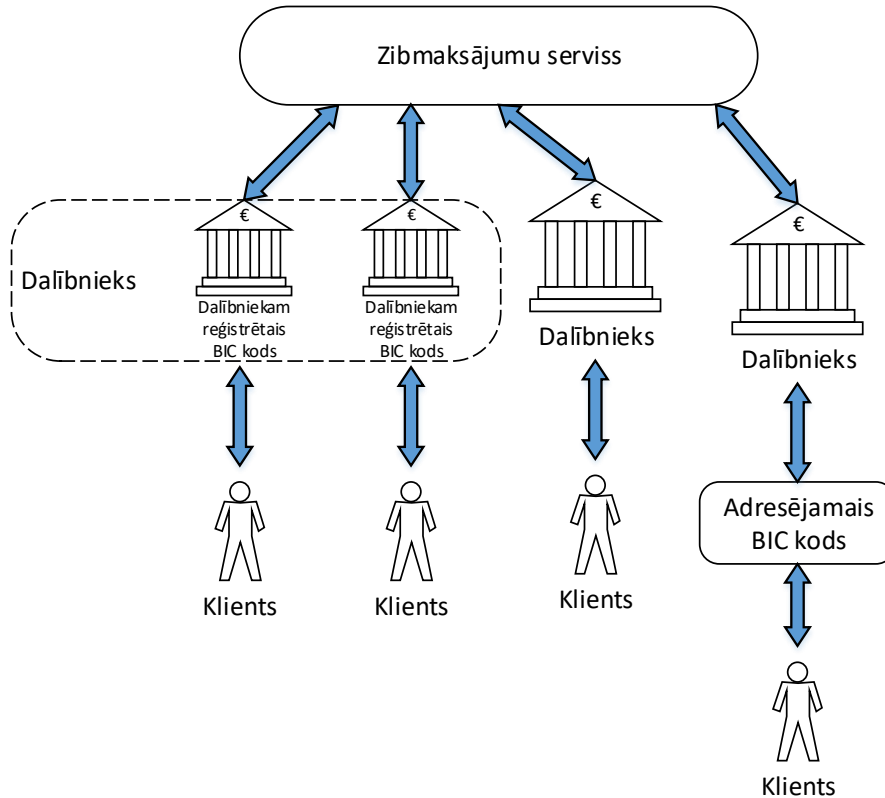 Zibmaksājumu serviss
€
€
€
€
Dalībnieks
Dalībniekam
reģistrētais
BIC kods
Dalībniekam
reģistrētais
BIC kods
Dalībnieks
Dalībnieks
Adresējamais
BIC kods
Klients
Klients
Klients
Klients